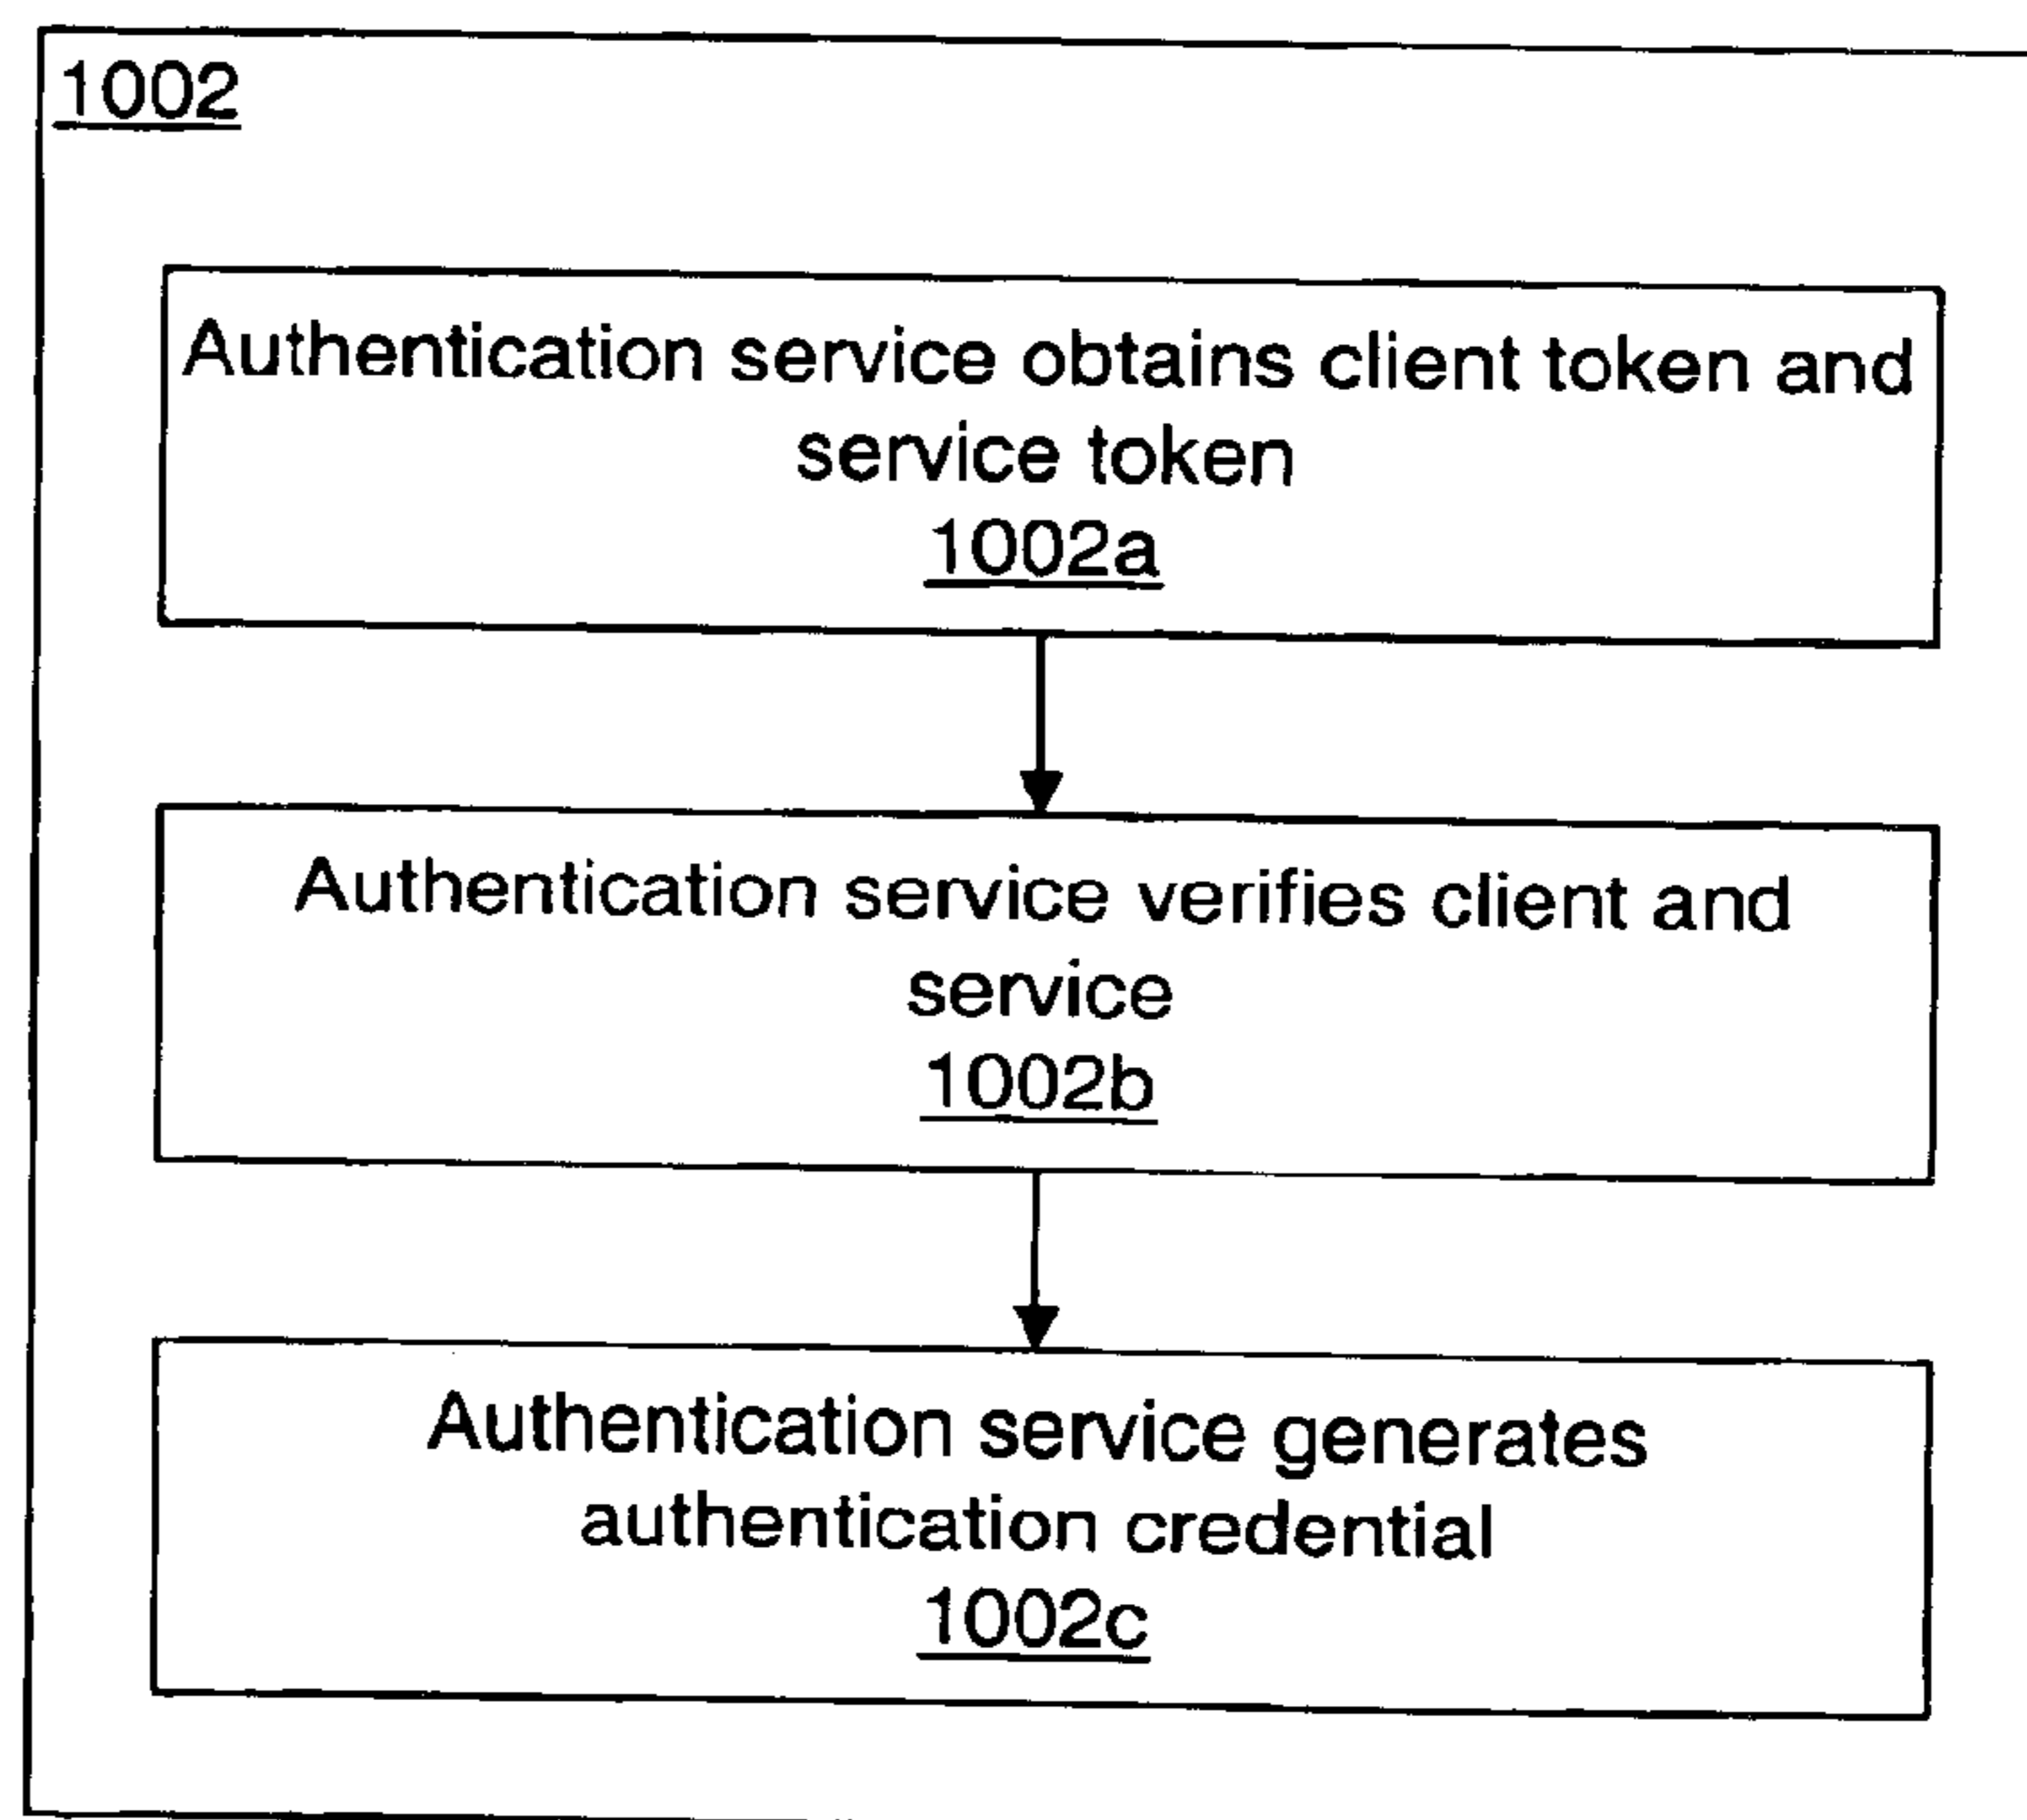 1002
Authentication service obtains client token and
service token
1002a
Authentication service verifies client and
service
1002b
Authentication service generates
authentication credential
1002c